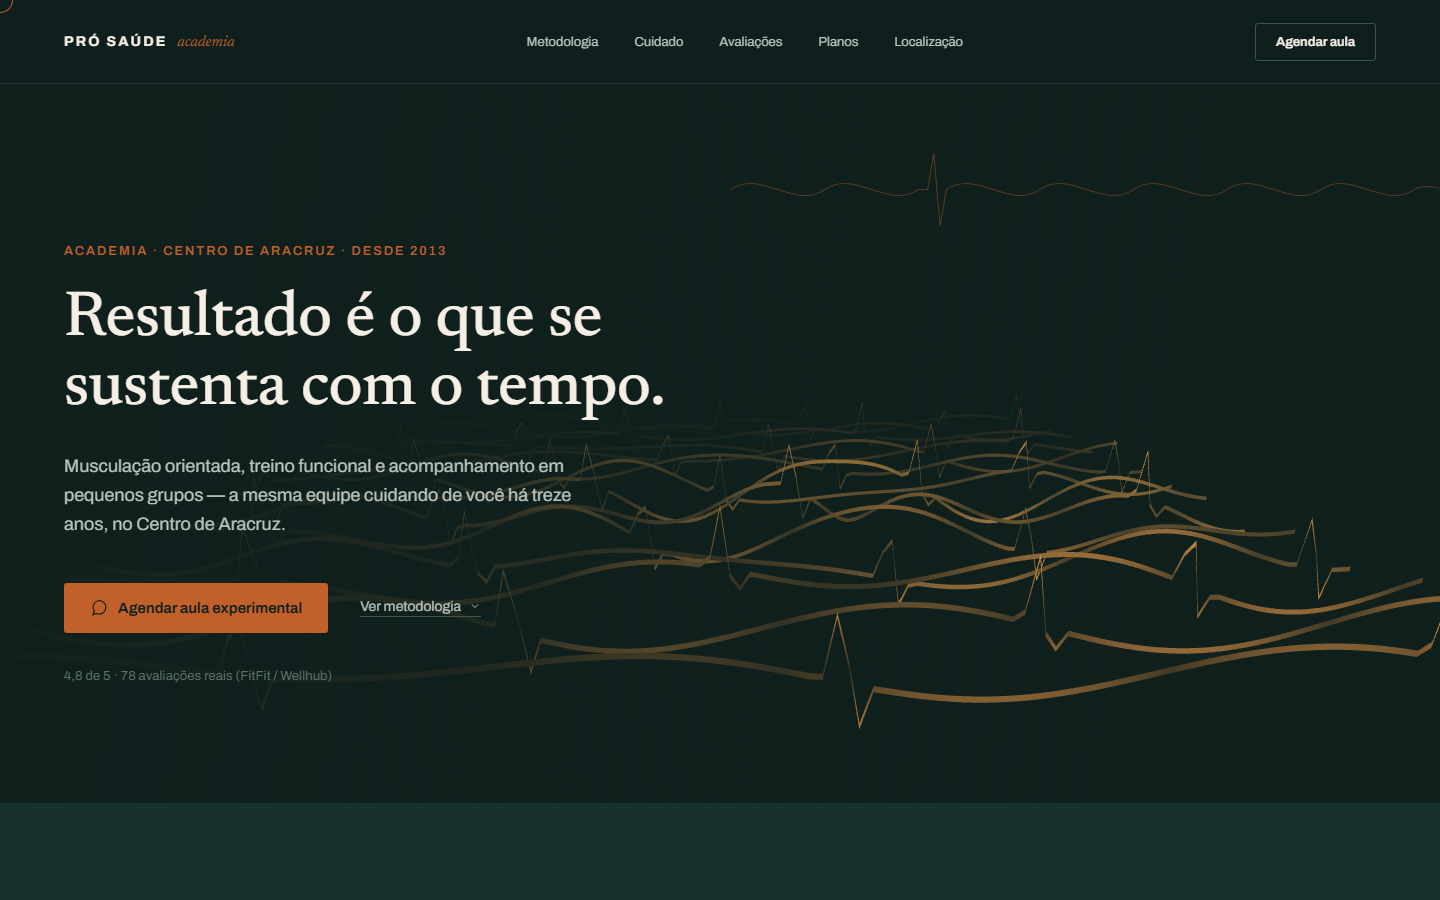 PRÓ SAÚDE academia
Metodologia
Cuidado
Avaliações
Planos
Localização
Agendar aula
ACADEMIA · CENTRO DE ARACRUZ · DESDE 2013
Resultado é o que se
sustenta com o tempo.
Musculação orientada, treino funcional e acompanhamento em
pequenos grupos — a mesma equipe cuidando de você há treze
anos, no Centro de Aracruz.
Agendar aula experimental
Ver metodologia
4,8 de 5 · 78 avaliações reais (FitFit / Wellhub)